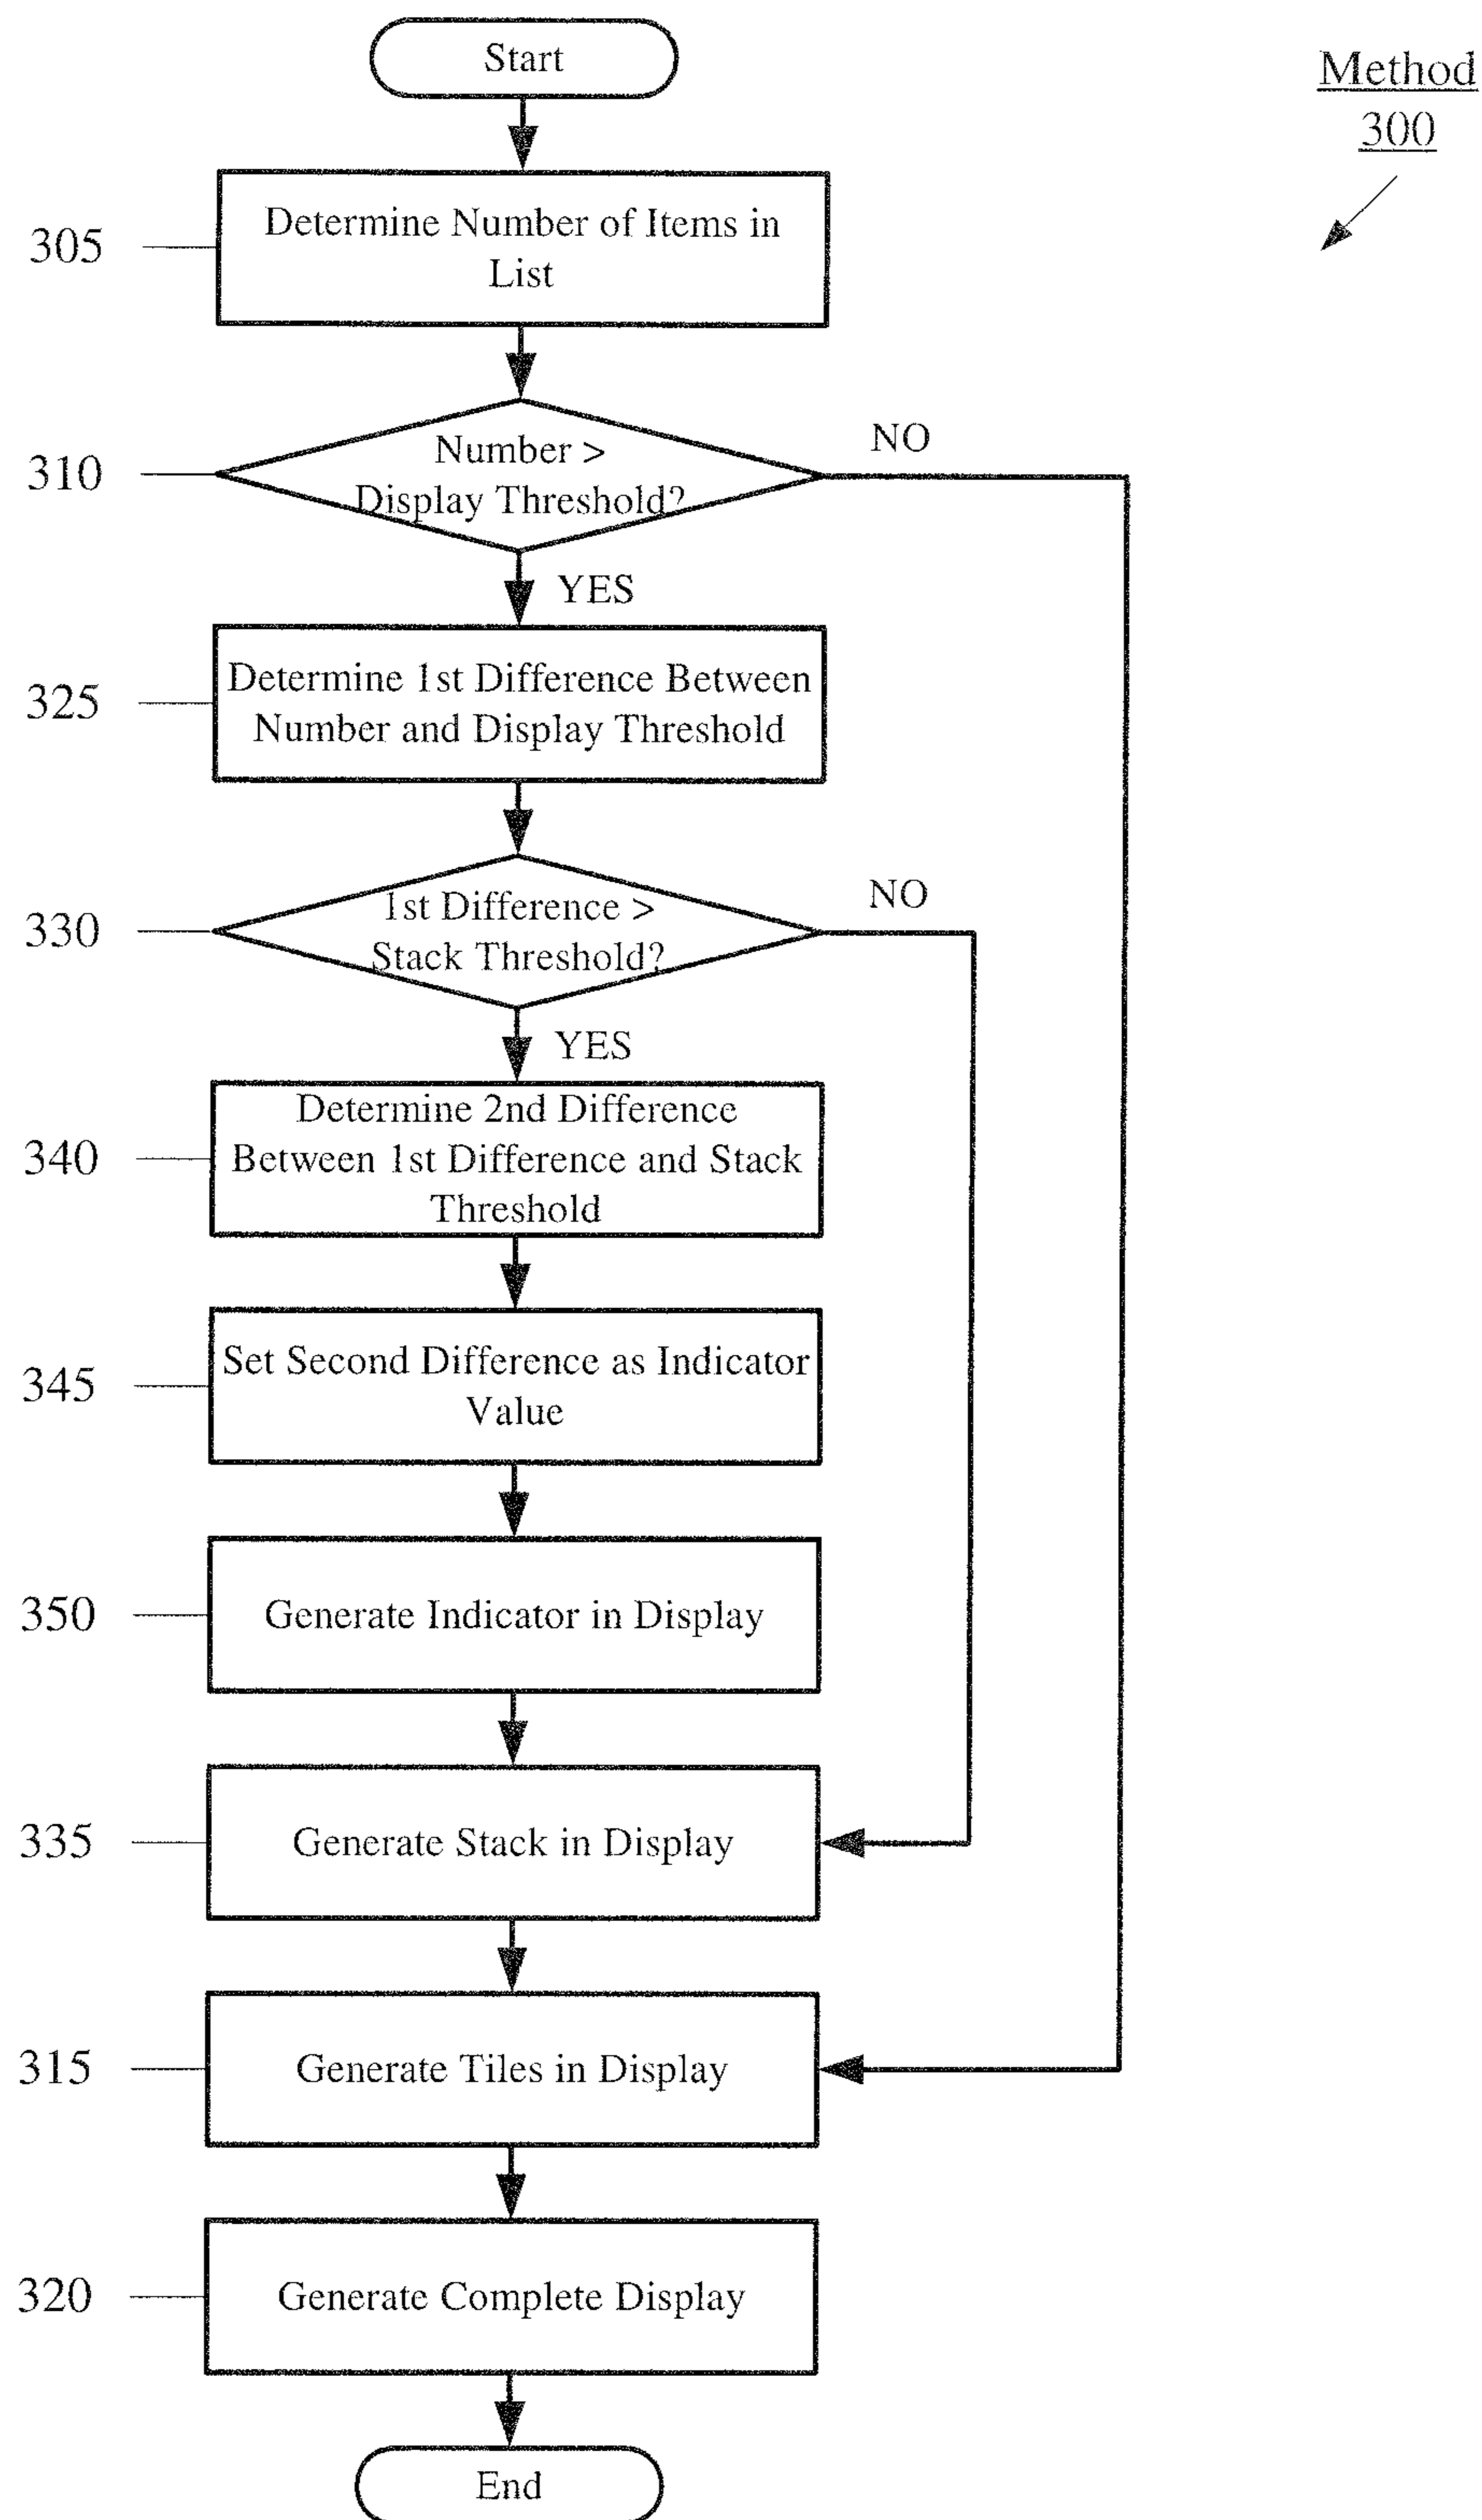 Start
Method
300
305
Determine Number of Items in
List
310
Number >
Display Threshold?
NO
YES
325
Determine 1st Difference Between
Number and Display Threshold
330
1st Difference >
Stack Threshold?
NO
YES
340
Determine 2nd Difference
Between 1st Difference and Stack
Threshold
345
Set Second Difference as Indicator
Value
350
Generate Indicator in Display
335
Generate Stack in Display
315
Generate Tiles in Display
320
Generate Complete Display
End